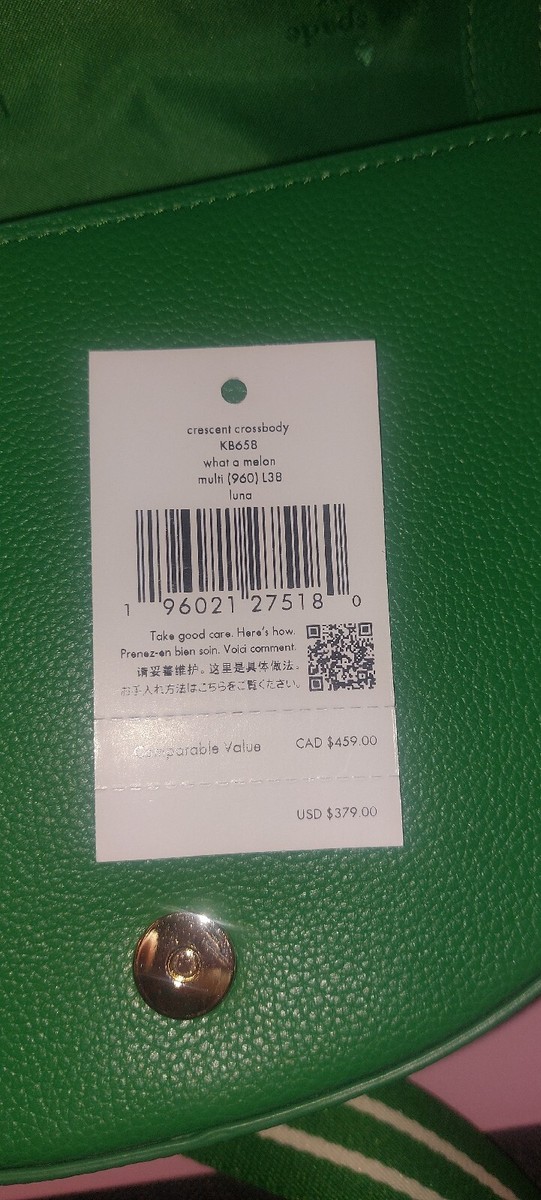 spade
crescent crossbody
KB658
what a melon
multi (960) L38
luna
1 96021 27518 0
Take good care. Here's how.
Prenez-en bien soin. Voici comment.
请妥善维护。这里是具体做法。
お手入れ方法はこちらをご覧ください。
Comparable Value CAD $459.00
USD $379.00